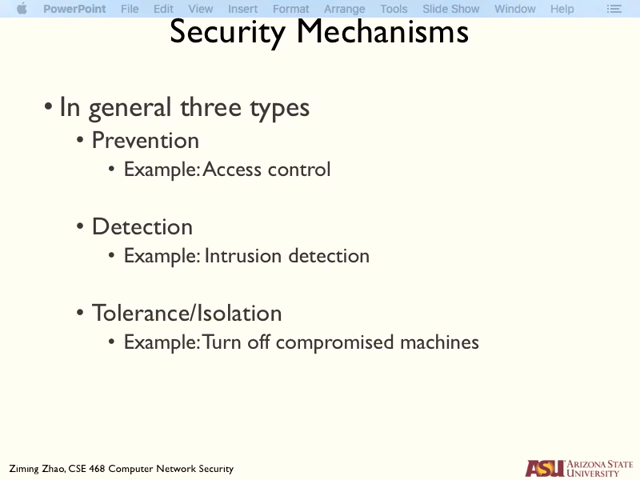 PowerPoint File Edit View Insert Format Arrange Tools Slide Show Window Help
Security Mechanisms
• In general three types
• Prevention
• Example: Access control
• Detection
• Example: Intrusion detection
• Tolerance/Isolation
• Example: Turn off compromised machines
Ziming Zhao, CSE 468 Computer Network Security
ASU ARIZONA STATE
UNIVERSITY